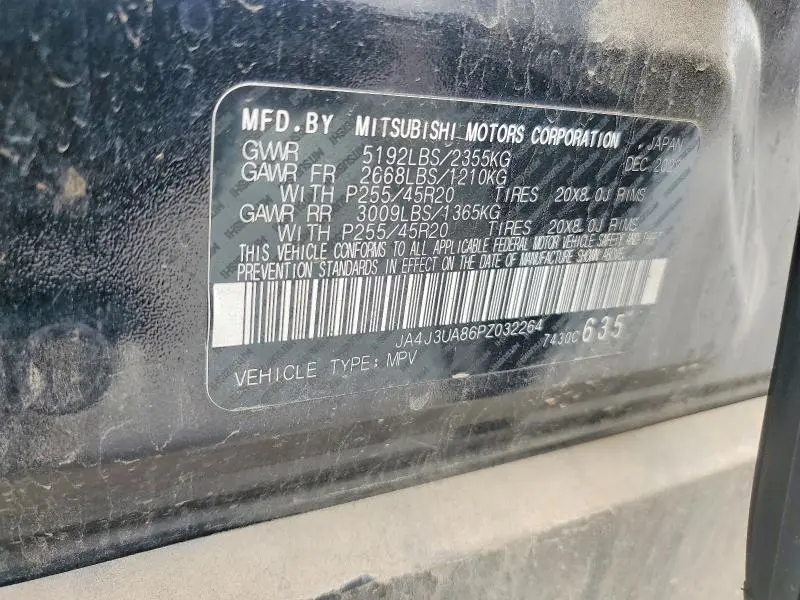 MFD.BY MITSUBISHI MOTORS CORPORATION JAPAN
GVWR 5192LBS/2355KG DEC
GAWR FR 2668LBS/1210KG
WITH P255/45R20 TIRES 20X8.0J RIMS
GAWR RR 3009LBS/1365KG
WITH P255/45R20 TIRES 20X8.0J RIMS
THIS VEHICLE CONFORMS TO ALL APPLICABLE FEDERAL MOTOR VEHICLE SAFETY AND THEFT
PREVENTION STANDARDS IN EFFECT ON THE DATE OF MANUFACTURE SHOWN ABOVE.
JA4J3UA86PZ032264 7430C 635
VEHICLE TYPE: MPV